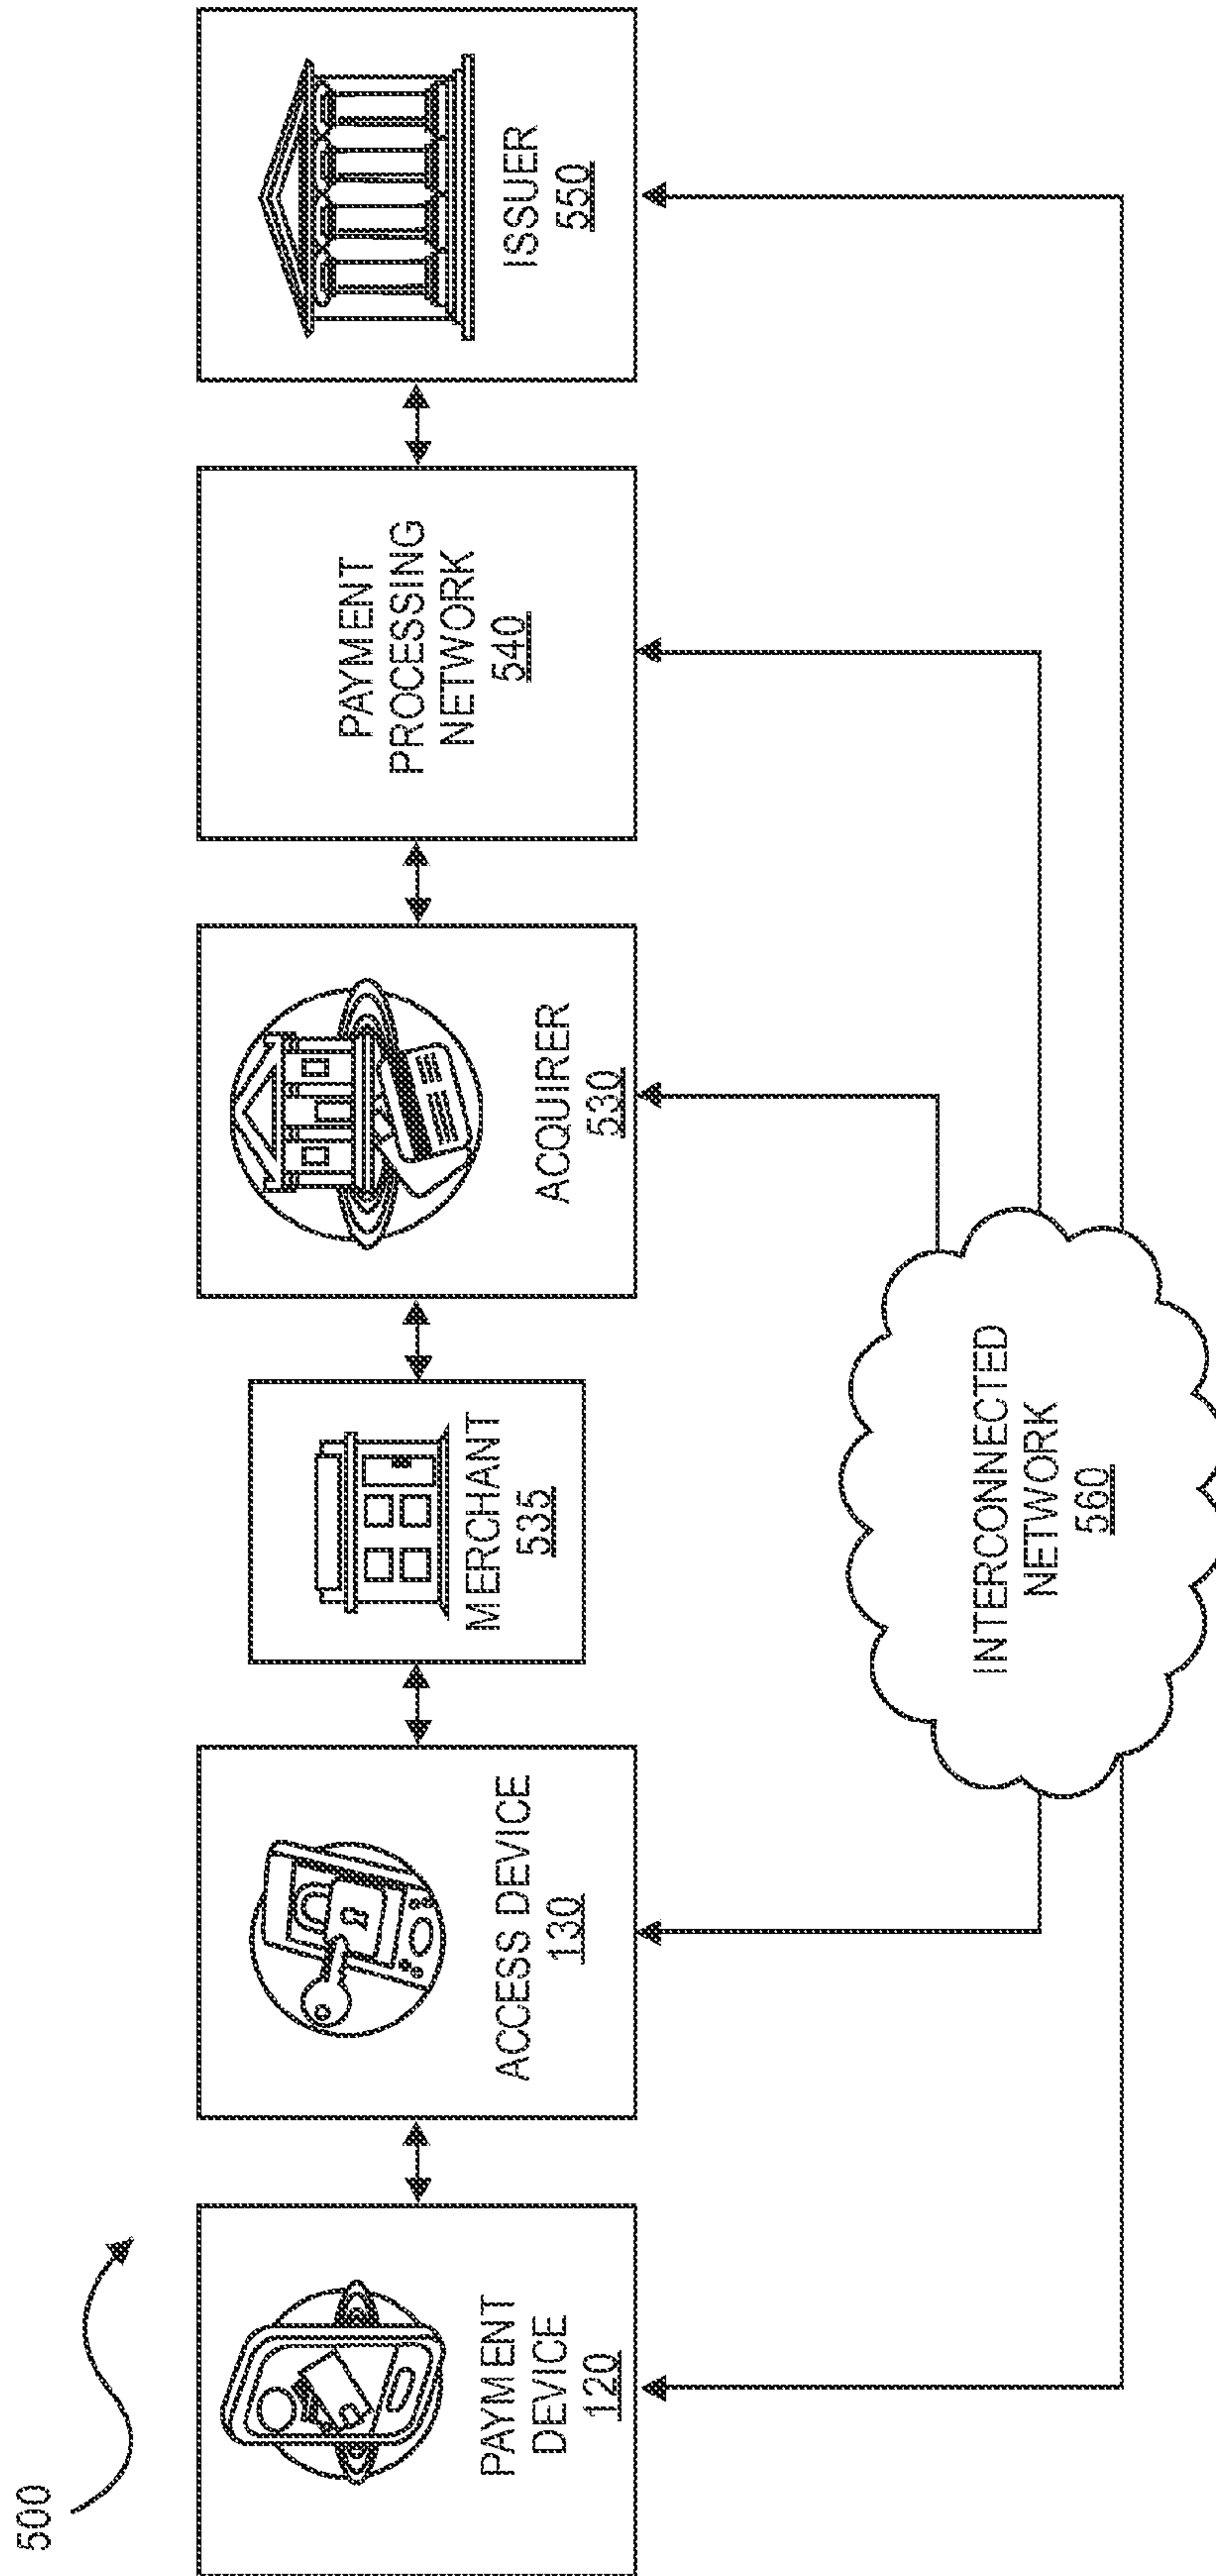 500
PAYMENT
DEVICE
120
ACCESS DEVICE
130
MERCHANT
535
ACQUIRER
530
PAYMENT
PROCESSING
NETWORK
540
ISSUER
550
INTERCONNECTED
NETWORK
560